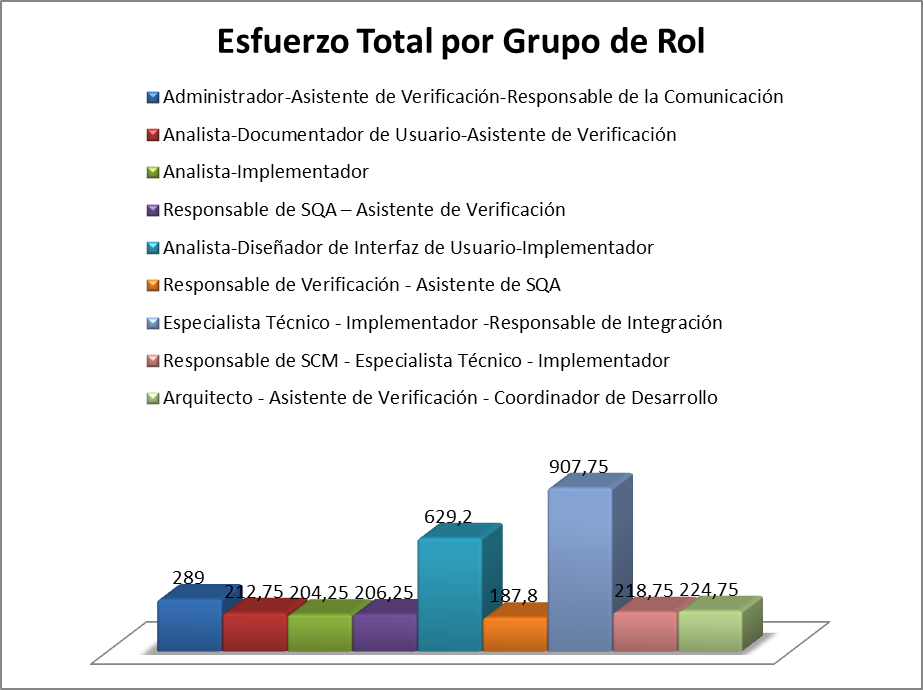 Esfuerzo Total por Grupo de Rol
Administrador-Asistente de Verificación-Responsable de la Comunicación
Analista-Documentador de Usuario-Asistente de Verificación
Analista-Implementador
Responsable de SQA – Asistente de Verificación
Analista-Diseñador de Interfaz de Usuario-Implementador
Responsable de Verificación - Asistente de SQA
Especialista Técnico - Implementador -Responsable de Integración
Responsable de SCM - Especialista Técnico - Implementador
Arquitecto - Asistente de Verificación - Coordinador de Desarrollo
907,75
629,2
289
212,75 204,25 206,25 187,8 218,75 224,75